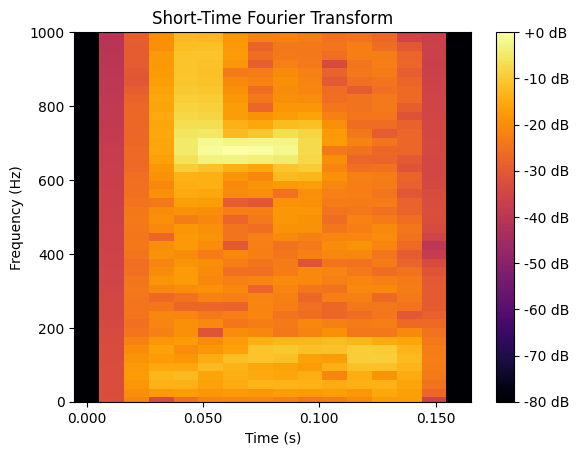 Short-Time Fourier Transform
Frequency (Hz)
1000
800
600
400
200
0
0.000 0.050 0.100 0.150
Time (s)
+0 dB
-10 dB
-20 dB
-30 dB
-40 dB
-50 dB
-60 dB
-70 dB
-80 dB